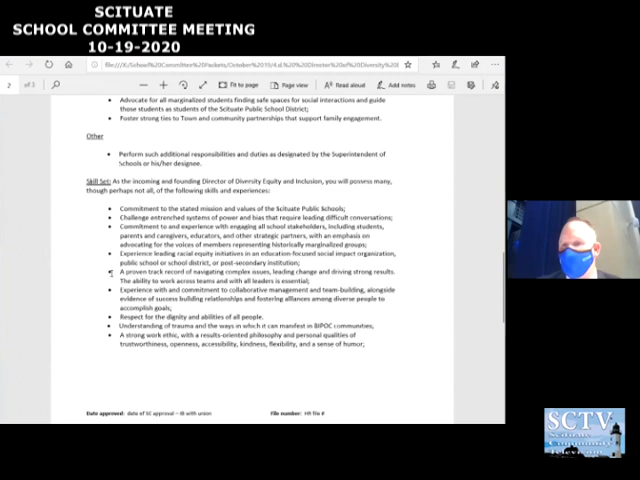 SCITUATE
SCHOOL COMMITTEE MEETING
10-19-2020
2 of 3
Fit to page
Page view
Read aloud
Add notes
• Advocate for all marginalized students finding safe spaces for social interactions and guide
those students as students of the Scituate Public School District;
• Foster strong ties to Town and community partnerships that support family engagement.
Other
• Perform such additional responsibilities and duties as designated by the Superintendent of
Schools or his/her designee.
Skill Set: As the incoming and founding Director of Diversity Equity and Inclusion, you will possess many,
though perhaps not all, of the following skills and experiences:
• Commitment to the stated mission and values of the Scituate Public Schools;
• Challenge entrenched systems of power and bias that require leading difficult conversations;
• Commitment to and experience with engaging all school stakeholders, including students,
parents and caregivers, educators, and other strategic partners, with an emphasis on
advocating for the voices of members representing historically marginalized groups;
• Experience leading racial equity initiatives in an education-focused social impact organization,
public school or school district, or post-secondary institution;
• A proven track record of navigating complex issues, leading change and driving strong results.
The ability to work across teams and with all leaders is essential;
• Experience with and commitment to collaborative management and team-building, alongside
evidence of success building relationships and fostering alliances among diverse people to
accomplish goals;
• Respect for the dignity and abilities of all people.
• Understanding of trauma and the ways in which it can manifest in BIPOC communities,
• A strong work ethic, with a results-oriented philosophy and personal qualities of
trustworthiness, openness, accessibility, kindness, flexibility, and a sense of humor;
Date approved: date of SC approval – IB with union
File number: HR file #
SCTV
Scituate
Community
Television